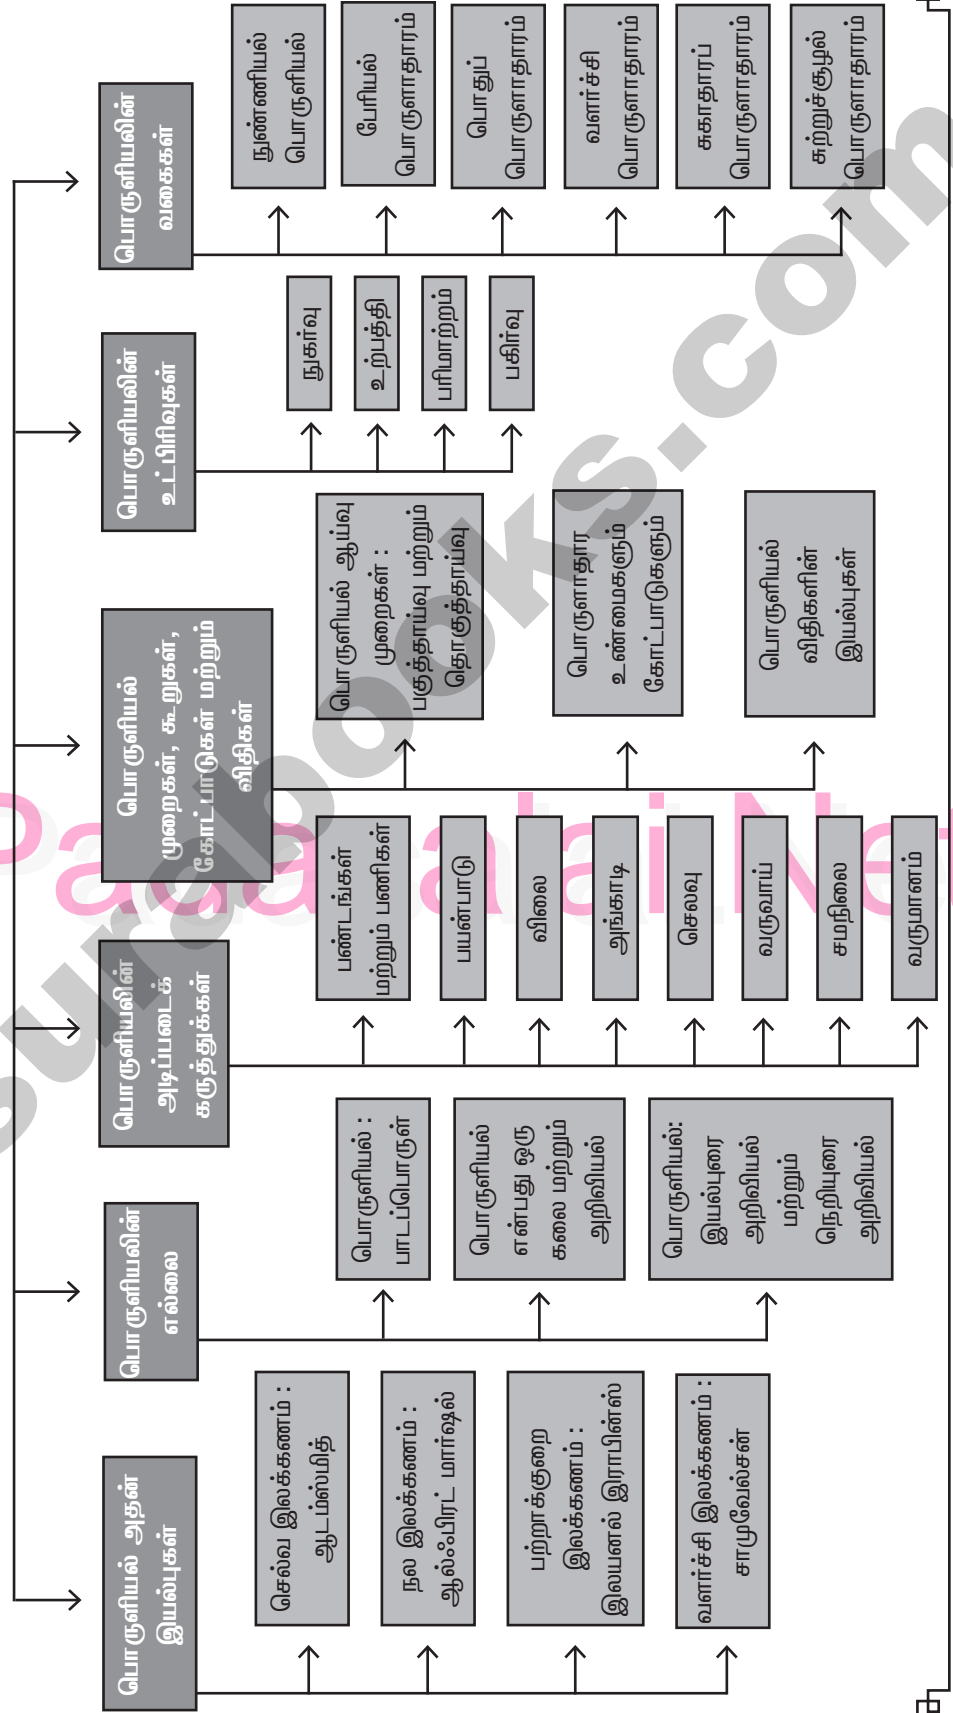 பொருளியல் அதன்
இயல்புகள்
செல்வ இலக்கணம் :
ஆடம்ஸ்மித்
நல இலக்கணம் :
ஆல்ஃபிரட் மார்ஷல்
பற்றாக்குறை
இலக்கணம் :
இலயனல் இராபின்ஸ்
வளர்ச்சி இலக்கணம் :
சாமுவேல்சன்
பொருளியலின்
எல்லை
பொருளியல் :
பாடப்பொருள்
பொருளியல்
என்பது ஒரு
கலை மற்றும்
அறிவியல்
பொருளியல்:
இயல்புரை
அறிவியல்
மற்றும்
நெறியுரை
அறிவியல்
பொருளியலின்
அடிப்படைக்
கருத்துக்கள்
பண்டங்கள்
மற்றும் பணிகள்
பயன்பாடு
விலை
அங்காடி
செலவு
வருவாய்
சமநிலை
வருமானம்
பொருளியல்
முறைகள், கூறுகள்,
கோட்பாடுகள் மற்றும்
விதிகள்
பொருளியல் ஆய்வு
முறைகள் :
பகுத்தாய்வு மற்றும்
தொகுத்தாய்வு
பொருளாதார
உண்மைகளும்
கோட்பாடுகளும்
பொருளியல்
விதிகளின்
இயல்புகள்
பொருளியலின்
உட்பிரிவுகள்
நுகர்வு
உற்பத்தி
பரிமாற்றம்
பகிர்வு
பொருளியலின்
வகைகள்
நுண்ணியல்
பொருளியல்
பேரியல்
பொருளாதாரம்
பொதுப்
பொருளாதாரம்
வளர்ச்சி
பொருளாதாரம்
சுகாதாரப்
பொருளாதாரம்
சுற்றுச்சூழல்
பொருளாதாரம்
surabooks.com
Padasalai.Net